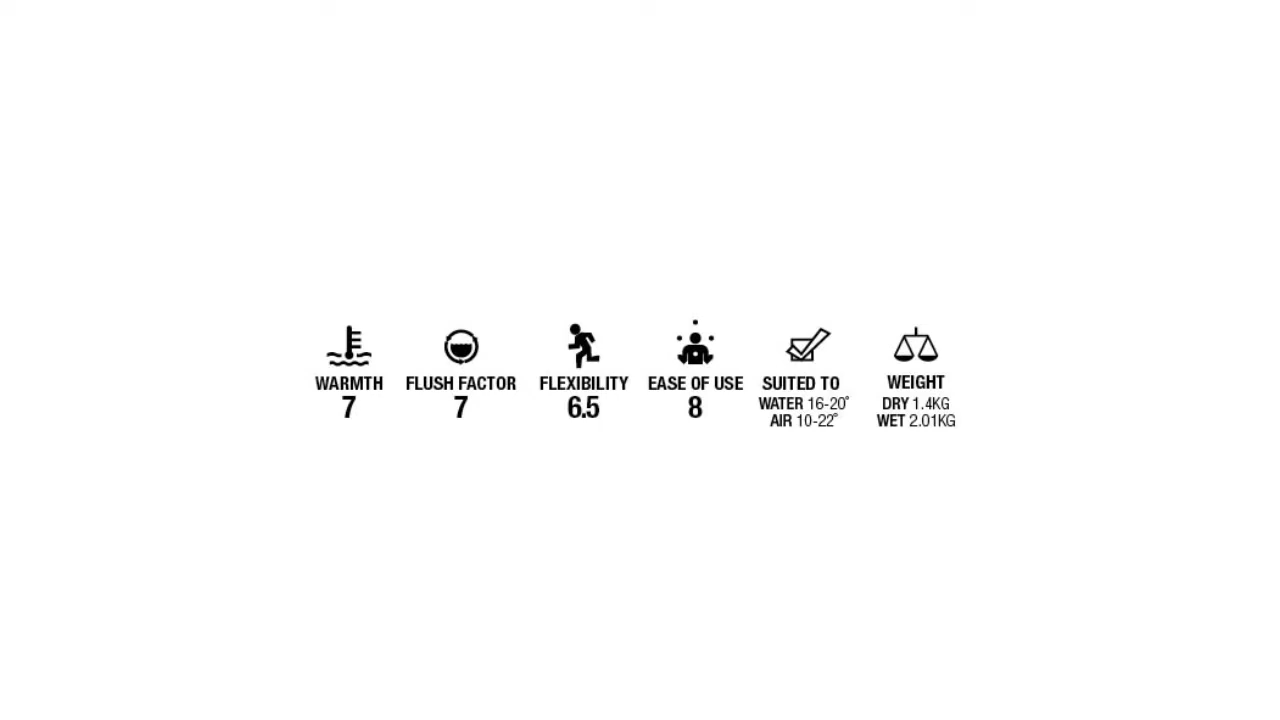 WARMTH
7
FLUSH FACTOR
7
FLEXIBILITY
6.5
EASE OF USE
8
SUITED TO
WATER 16-20°
AIR 10-22°
WEIGHT
DRY 1.4KG
WET 2.01KG